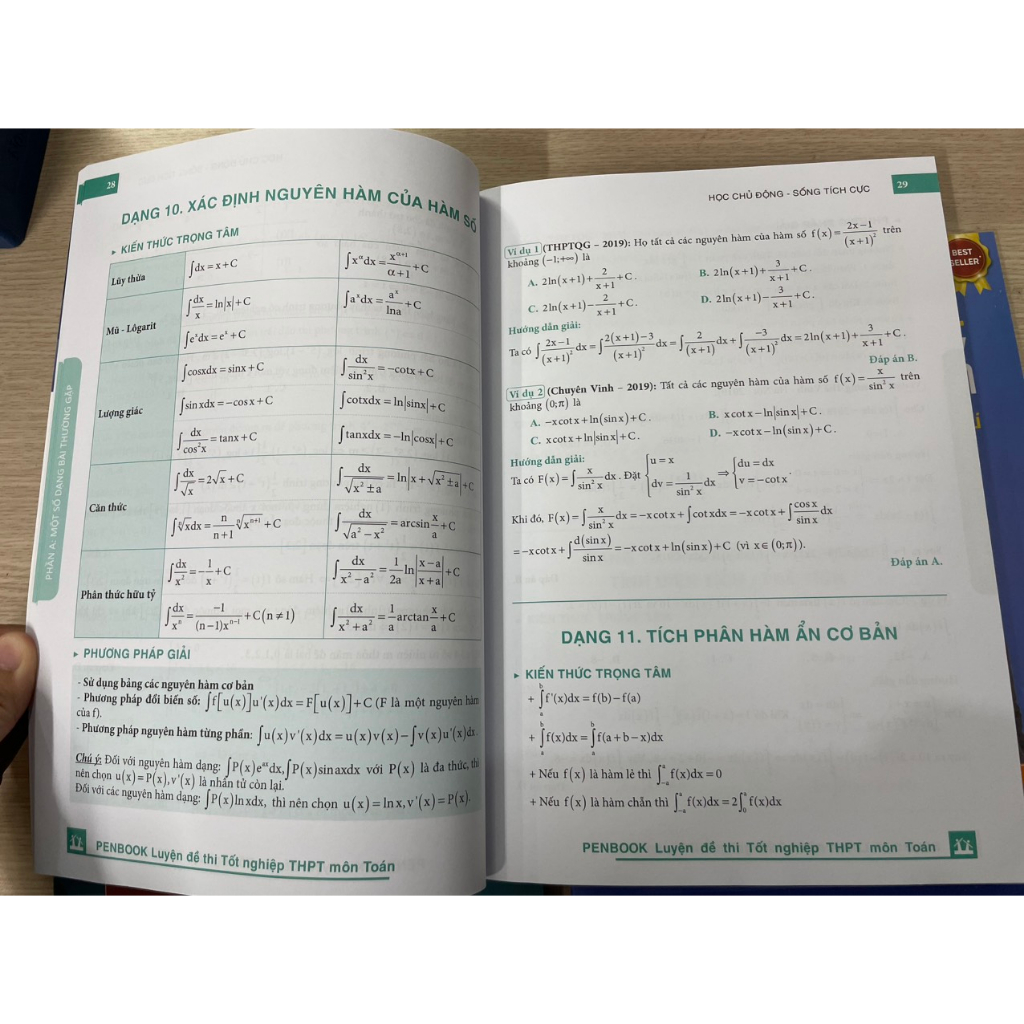 28
DẠNG 10. XÁC ĐỊNH NGUYÊN HÀM CỦA HÀM SỐ
▸ KIẾN THỨC TRỌNG TÂM
Lũy thừa ∫dx = x + C ∫x^α dx = x^(α+1)/(α+1) + C
Mũ - Lôgarit ∫dx/x = ln|x| + C ∫a^x dx = a^x/lna + C
∫e^x dx = e^x + C
Lượng giác ∫cosxdx = sinx + C ∫dx/sin²x = −cotx + C
∫sinxdx = −cosx + C ∫cotxdx = ln|sinx| + C
∫dx/cos²x = tanx + C ∫tanxdx = −ln|cosx| + C
Căn thức ∫dx/√x = 2√x + C ∫dx/√(x² ± a) = ln|x + √(x² ± a)| + C
∫ⁿ√x dx = n/(n+1) ⁿ√(x^(n+1)) + C ∫dx/√(a² − x²) = arcsin x/a + C
Phân thức hữu tỷ ∫dx/x² = −1/x + C ∫dx/(x² − a²) = 1/2a ln|(x−a)/(x+a)| + C
∫dx/x^n = −1/((n−1)x^(n−1)) + C (n ≠ 1) ∫dx/(x² + a²) = 1/a arctan x/a + C
▸ PHƯƠNG PHÁP GIẢI
- Sử dụng bảng các nguyên hàm cơ bản
- Phương pháp đổi biến số: ∫f[u(x)]u'(x)dx = F[u(x)] + C (F là một nguyên hàm
của f).
- Phương pháp nguyên hàm từng phần: ∫u(x)v'(x)dx = u(x)v(x) − ∫v(x)u'(x)dx.
Chú ý: Đối với nguyên hàm dạng: ∫P(x)e^(ax)dx, ∫P(x)sinaxdx với P(x) là đa thức, thì
nên chọn u(x) = P(x), v'(x) là nhân tử còn lại.
Đối với các nguyên hàm dạng: ∫P(x)lnxdx, thì nên chọn u(x) = lnx, v'(x) = P(x).
PENBOOK Luyện đề thi Tốt nghiệp THPT môn Toán
PHẦN A: MỘT SỐ DẠNG BÀI THƯỜNG GẶP
HỌC CHỦ ĐỘNG - SỐNG TÍCH CỰC 29
Ví dụ 1 (THPTQG – 2019): Họ tất cả các nguyên hàm của hàm số f(x) = (2x−1)/(x+1)² trên
khoảng (−1;+∞) là
A. 2ln(x+1) + 2/(x+1) + C. B. 2ln(x+1) + 3/(x+1) + C.
C. 2ln(x+1) − 2/(x+1) + C. D. 2ln(x+1) − 3/(x+1) + C.
Hướng dẫn giải:
Ta có ∫(2x−1)/(x+1)² dx = ∫(2(x+1)−3)/(x+1)² dx = ∫2/(x+1) dx + ∫−3/(x+1)² dx = 2ln(x+1) + 3/(x+1) + C.
Đáp án B.
Ví dụ 2 (Chuyên Vinh – 2019): Tất cả các nguyên hàm của hàm số f(x) = x/sin²x trên
khoảng (0;π) là
A. −xcotx + ln(sinx) + C. B. xcotx − ln|sinx| + C.
C. xcotx + ln|sinx| + C. D. −xcotx − ln(sinx) + C.
Hướng dẫn giải:
Ta có F(x) = ∫x/sin²x dx. Đặt {u = x; dv = 1/sin²x dx ⇒ {du = dx; v = −cotx.
Khi đó, F(x) = ∫x/sin²x dx = −xcotx + ∫cotxdx = −xcotx + ∫cosx/sinx dx
= −xcotx + ∫d(sinx)/sinx = −xcotx + ln(sinx) + C (vì x∈(0;π)).
Đáp án A.
DẠNG 11. TÍCH PHÂN HÀM ẨN CƠ BẢN
▸ KIẾN THỨC TRỌNG TÂM
+ ∫_a^b f'(x)dx = f(b) − f(a)
+ ∫_a^b f(x)dx = ∫_a^b f(a+b−x)dx
+ Nếu f(x) là hàm lẻ thì ∫_−a^a f(x)dx = 0
+ Nếu f(x) là hàm chẵn thì ∫_−a^a f(x)dx = 2∫_0^a f(x)dx
PENBOOK Luyện đề thi Tốt nghiệp THPT môn Toán
BEST
SELLER